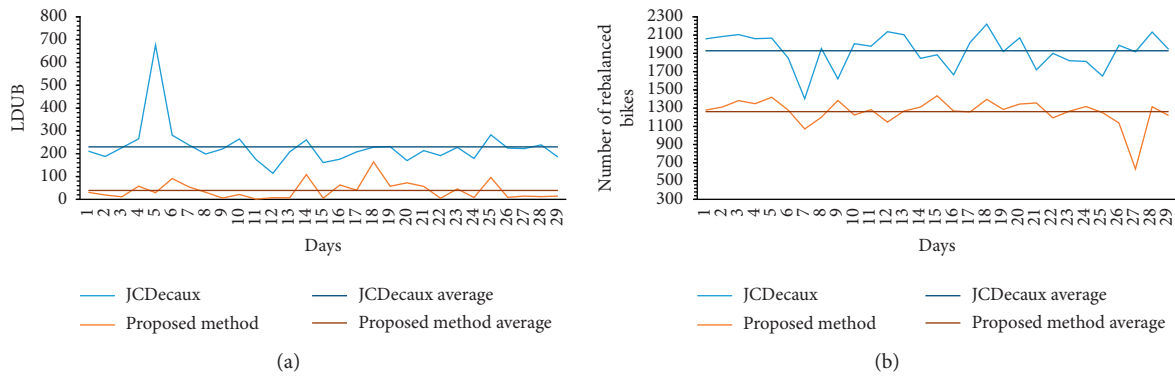 800
700
600
500
400
300
200
100
0
LDUB
1 2 3 4 5 6 7 8 9 10 11 12 13 14 15 16 17 18 19 20 21 22 23 24 25 26 27 28 29
Days
JCDecaux
JCDecaux average
Proposed method
Proposed method average
(a)
2300
2100
1900
1700
1500
1300
1100
900
700
500
300
Number of rebalanced
bikes
1 2 3 4 5 6 7 8 9 10 11 12 13 14 15 16 17 18 19 20 21 22 23 24 25 26 27 28 29
Days
JCDecaux
JCDecaux average
Proposed method
Proposed method average
(b)